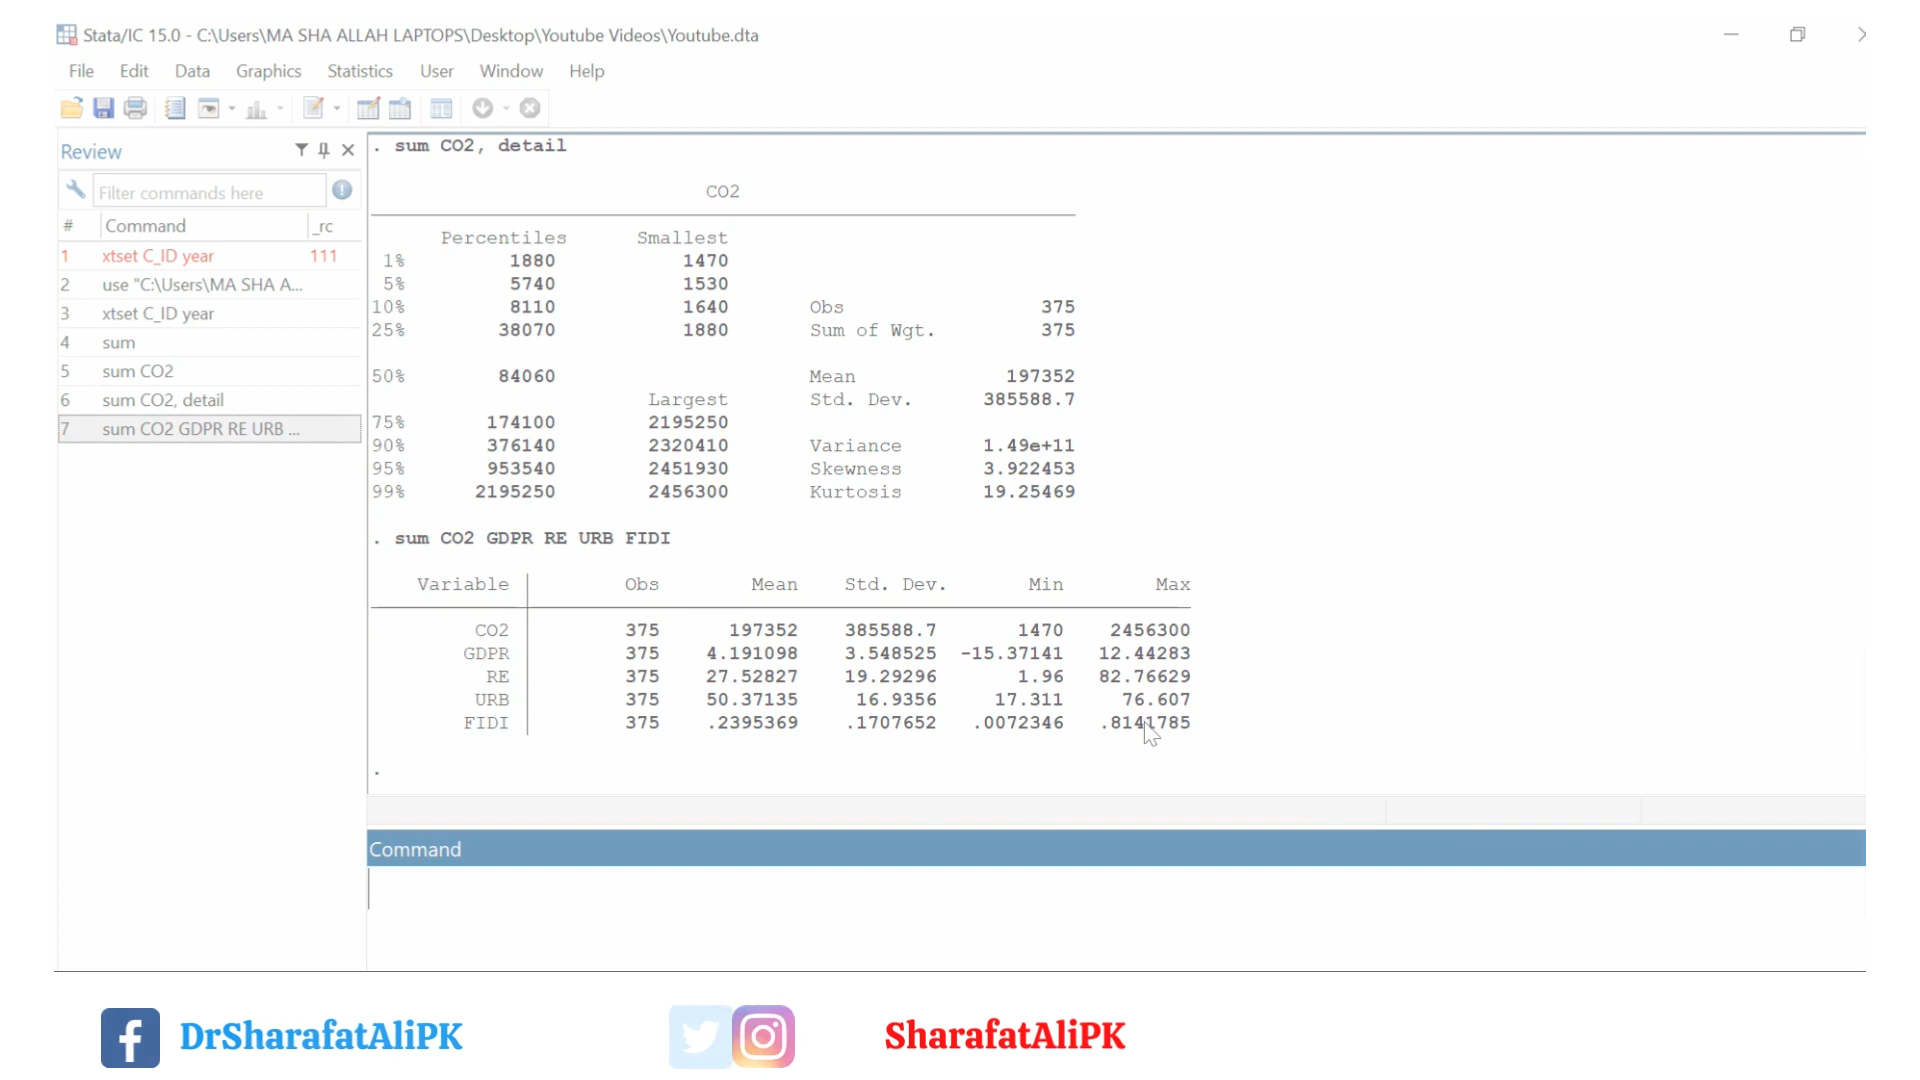 Stata/IC 15.0 - C:\Users\MA SHA ALLAH LAPTOPS\Desktop\Youtube Videos\Youtube.dta
File Edit Data Graphics Statistics User Window Help
Review
Filter commands here
# Command _rc
1 xtset C_ID year 111
2 use "C:\Users\MA SHA A...
3 xtset C_ID year
4 sum
5 sum CO2
6 sum CO2, detail
7 sum CO2 GDPR RE URB ...
. sum CO2, detail
CO2
Percentiles Smallest
1% 1880 1470
5% 5740 1530
10% 8110 1640 Obs 375
25% 38070 1880 Sum of Wgt. 375
50% 84060 Mean 197352
Largest Std. Dev. 385588.7
75% 174100 2195250
90% 376140 2320410 Variance 1.49e+11
95% 953540 2451930 Skewness 3.922453
99% 2195250 2456300 Kurtosis 19.25469
. sum CO2 GDPR RE URB FIDI
Variable Obs Mean Std. Dev. Min Max
CO2 375 197352 385588.7 1470 2456300
GDPR 375 4.191098 3.548525 -15.37141 12.44283
RE 375 27.52827 19.29296 1.96 82.76629
URB 375 50.37135 16.9356 17.311 76.607
FIDI 375 .2395369 .1707652 .0072346 .8141785
.
Command
DrSharafatAliPK
SharafatAliPK